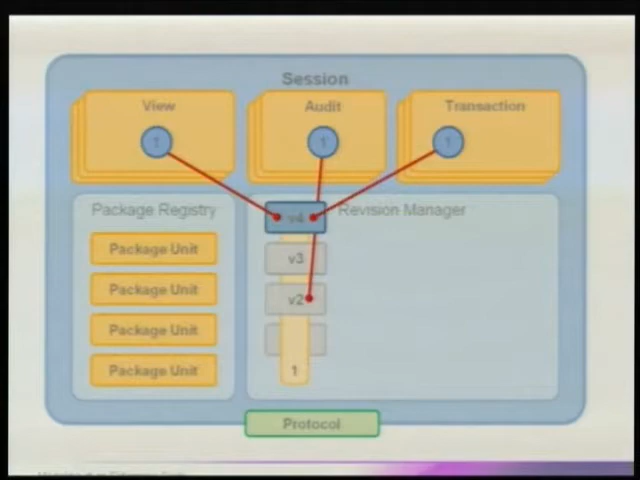 Session
View
Audit
Transaction
1
1'
1
Package Registry
v4
Revision Manager
Package Unit
v3
Package Unit
v2
Package Unit
Package Unit
1
Protocol